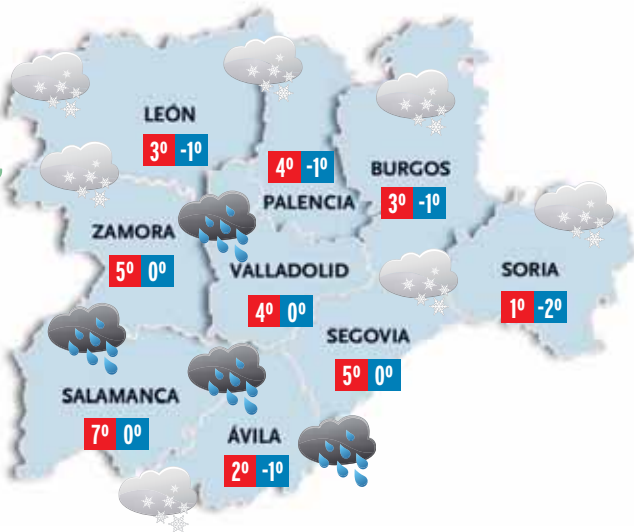 LEÓN
3º -1º
4º -1º
PALENCIA
BURGOS
3º -1º
ZAMORA
5º 0º
VALLADOLID
4º 0º
SORIA
1º -2º
SEGOVIA
5º 0º
SALAMANCA
7º 0º
ÁVILA
2º -1º